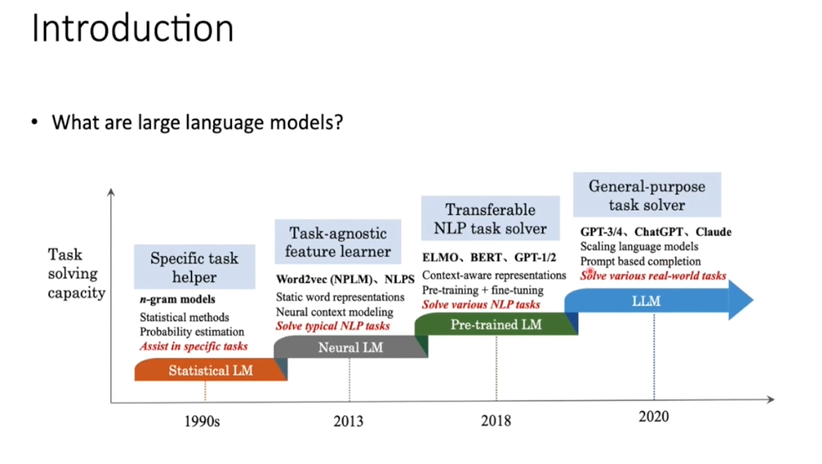 Introduction
• What are large language models?
Task
solving
capacity
Specific task
helper
n-gram models
Statistical methods
Probability estimation
Assist in specific tasks
Statistical LM
1990s
Task-agnostic
feature learner
Word2vec (NPLM)、NLPS
Static word representations
Neural context modeling
Solve typical NLP tasks
Neural LM
2013
Transferable
NLP task solver
ELMO、BERT、GPT-1/2
Context-aware representations
Pre-training + fine-tuning
Solve various NLP tasks
Pre-trained LM
2018
General-purpose
task solver
GPT-3/4、ChatGPT、Claude
Scaling language models
Prompt based completion
Solve various real-world tasks
LLM
2020